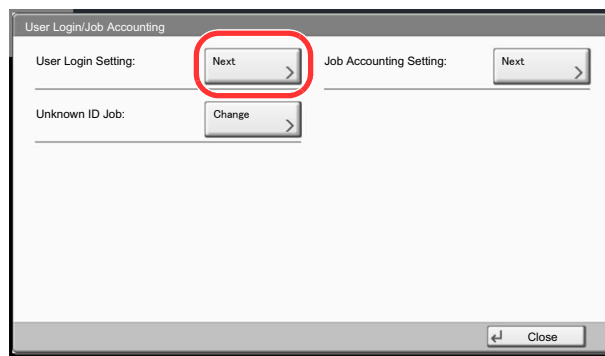 User Login/Job Accounting
User Login Setting: Next Job Accounting Setting: Next
Unknown ID Job: Change
Close